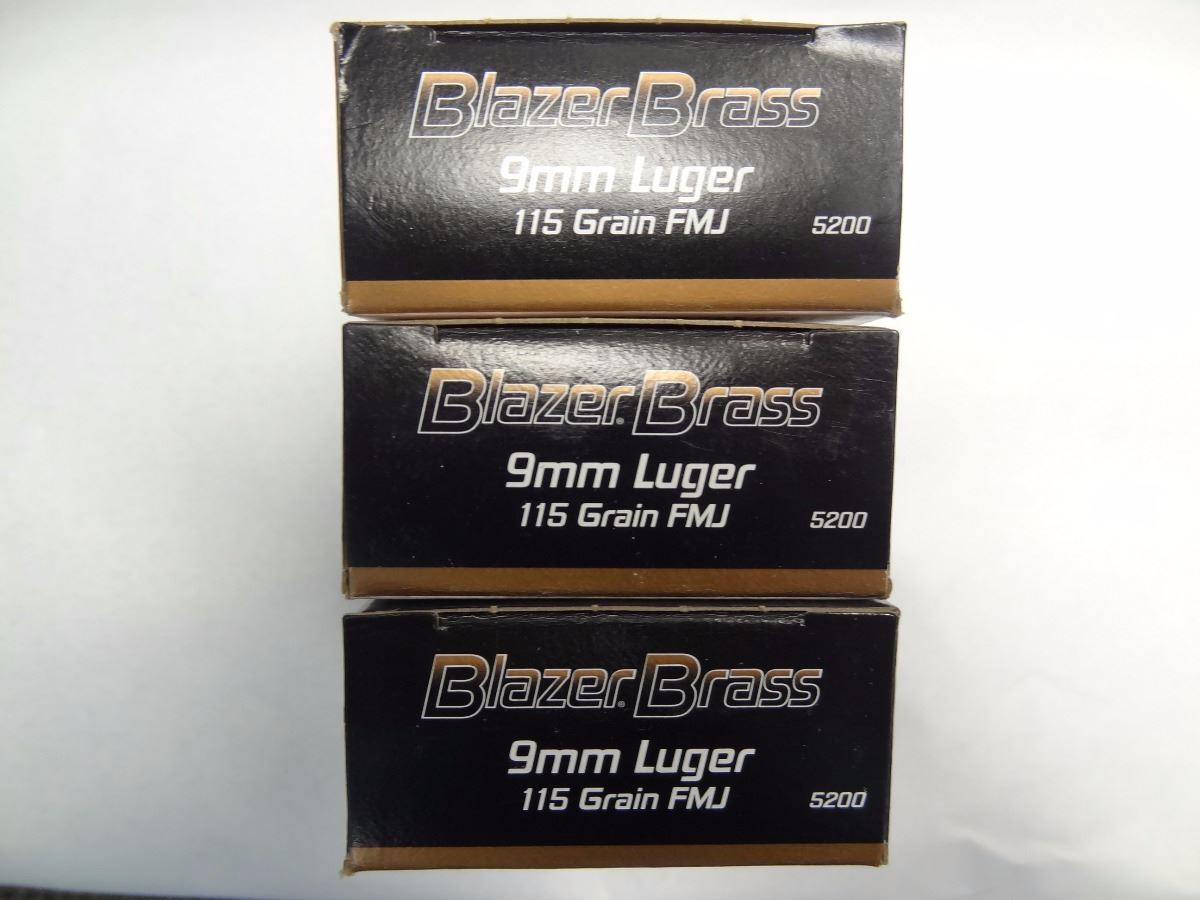 Blazer Brass
9mm Luger
115 Grain FMJ
5200
Blazer® Brass
9mm Luger
115 Grain FMJ
5200
Blazer® Brass
9mm Luger
115 Grain FMJ
5200